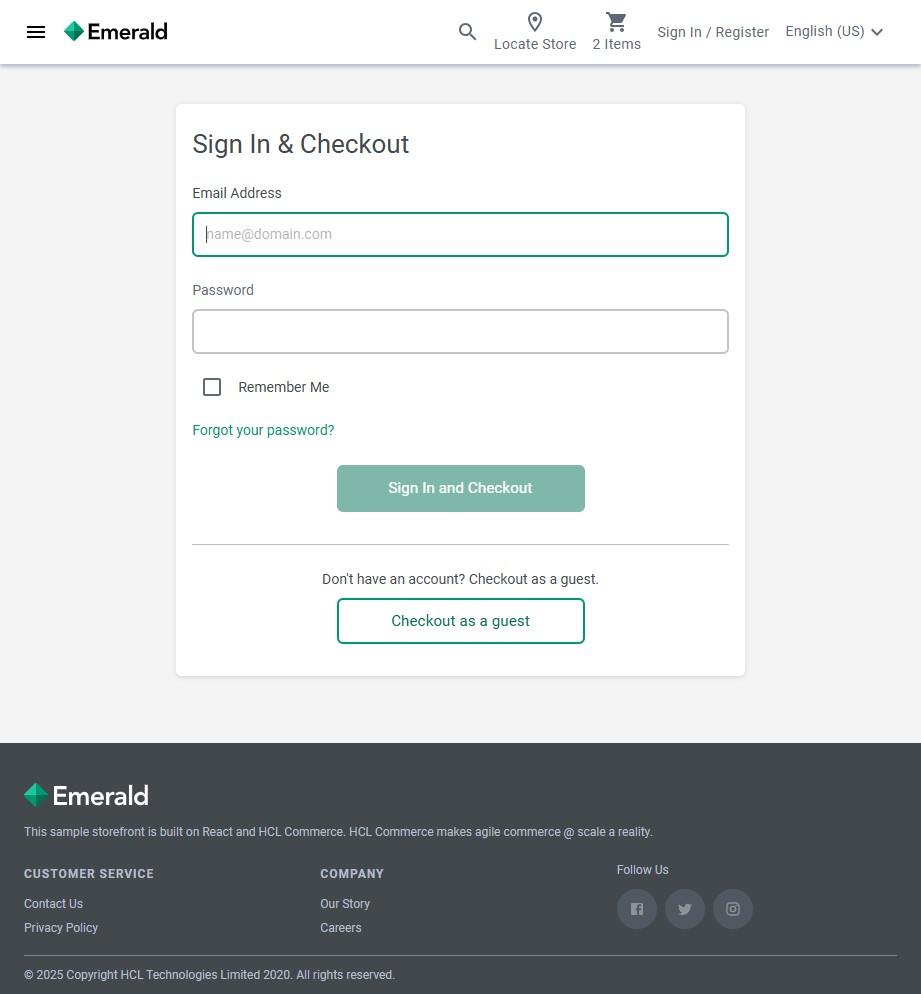 Emerald
Locate Store
2 Items
Sign In / Register
English (US)
Sign In & Checkout
Email Address
name@domain.com
Password
Remember Me
Forgot your password?
Sign In and Checkout
Don't have an account? Checkout as a guest.
Checkout as a guest
Emerald
This sample storefront is built on React and HCL Commerce. HCL Commerce makes agile commerce @ scale a reality.
CUSTOMER SERVICE
Contact Us
Privacy Policy
COMPANY
Our Story
Careers
Follow Us
© 2025 Copyright HCL Technologies Limited 2020. All rights reserved.